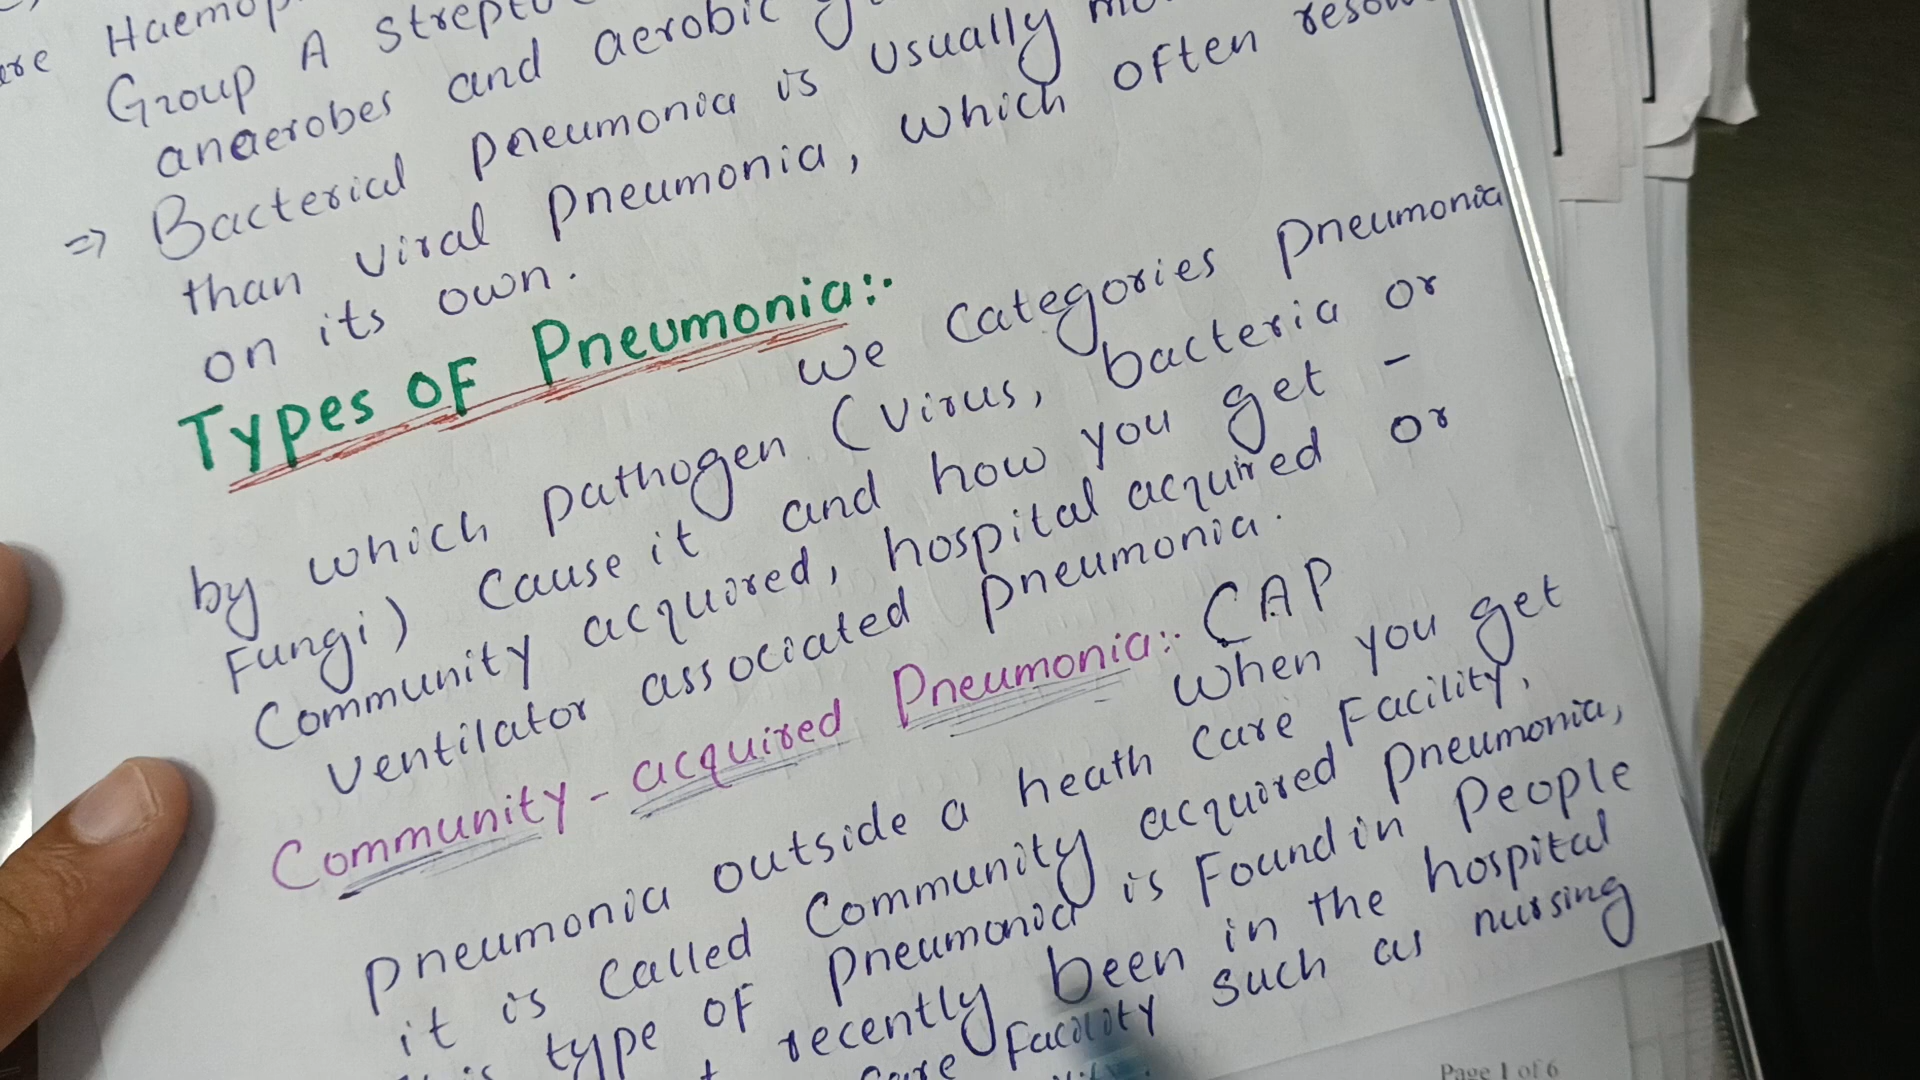 Group A
anaerobes and aerobic
=> Bacterial pneumonia is usually
than viral pneumonia, which often
on its own.
Types OF Pneumonia:-
we categories pneumonia
by which pathogen (Virus, bacteria or
Fungi) cause it and how you get -
Community acquired, hospital acquired or
ventilator associated pneumonia.
Community-acquired Pneumonia:- CAP
when you get
pneumonia outside a heath care Facility,
it is called Community acquired pneumonia,
type OF pneumonia is Found in People
recently been in the hospital
care Facility such as nursing
Page 1 of 6